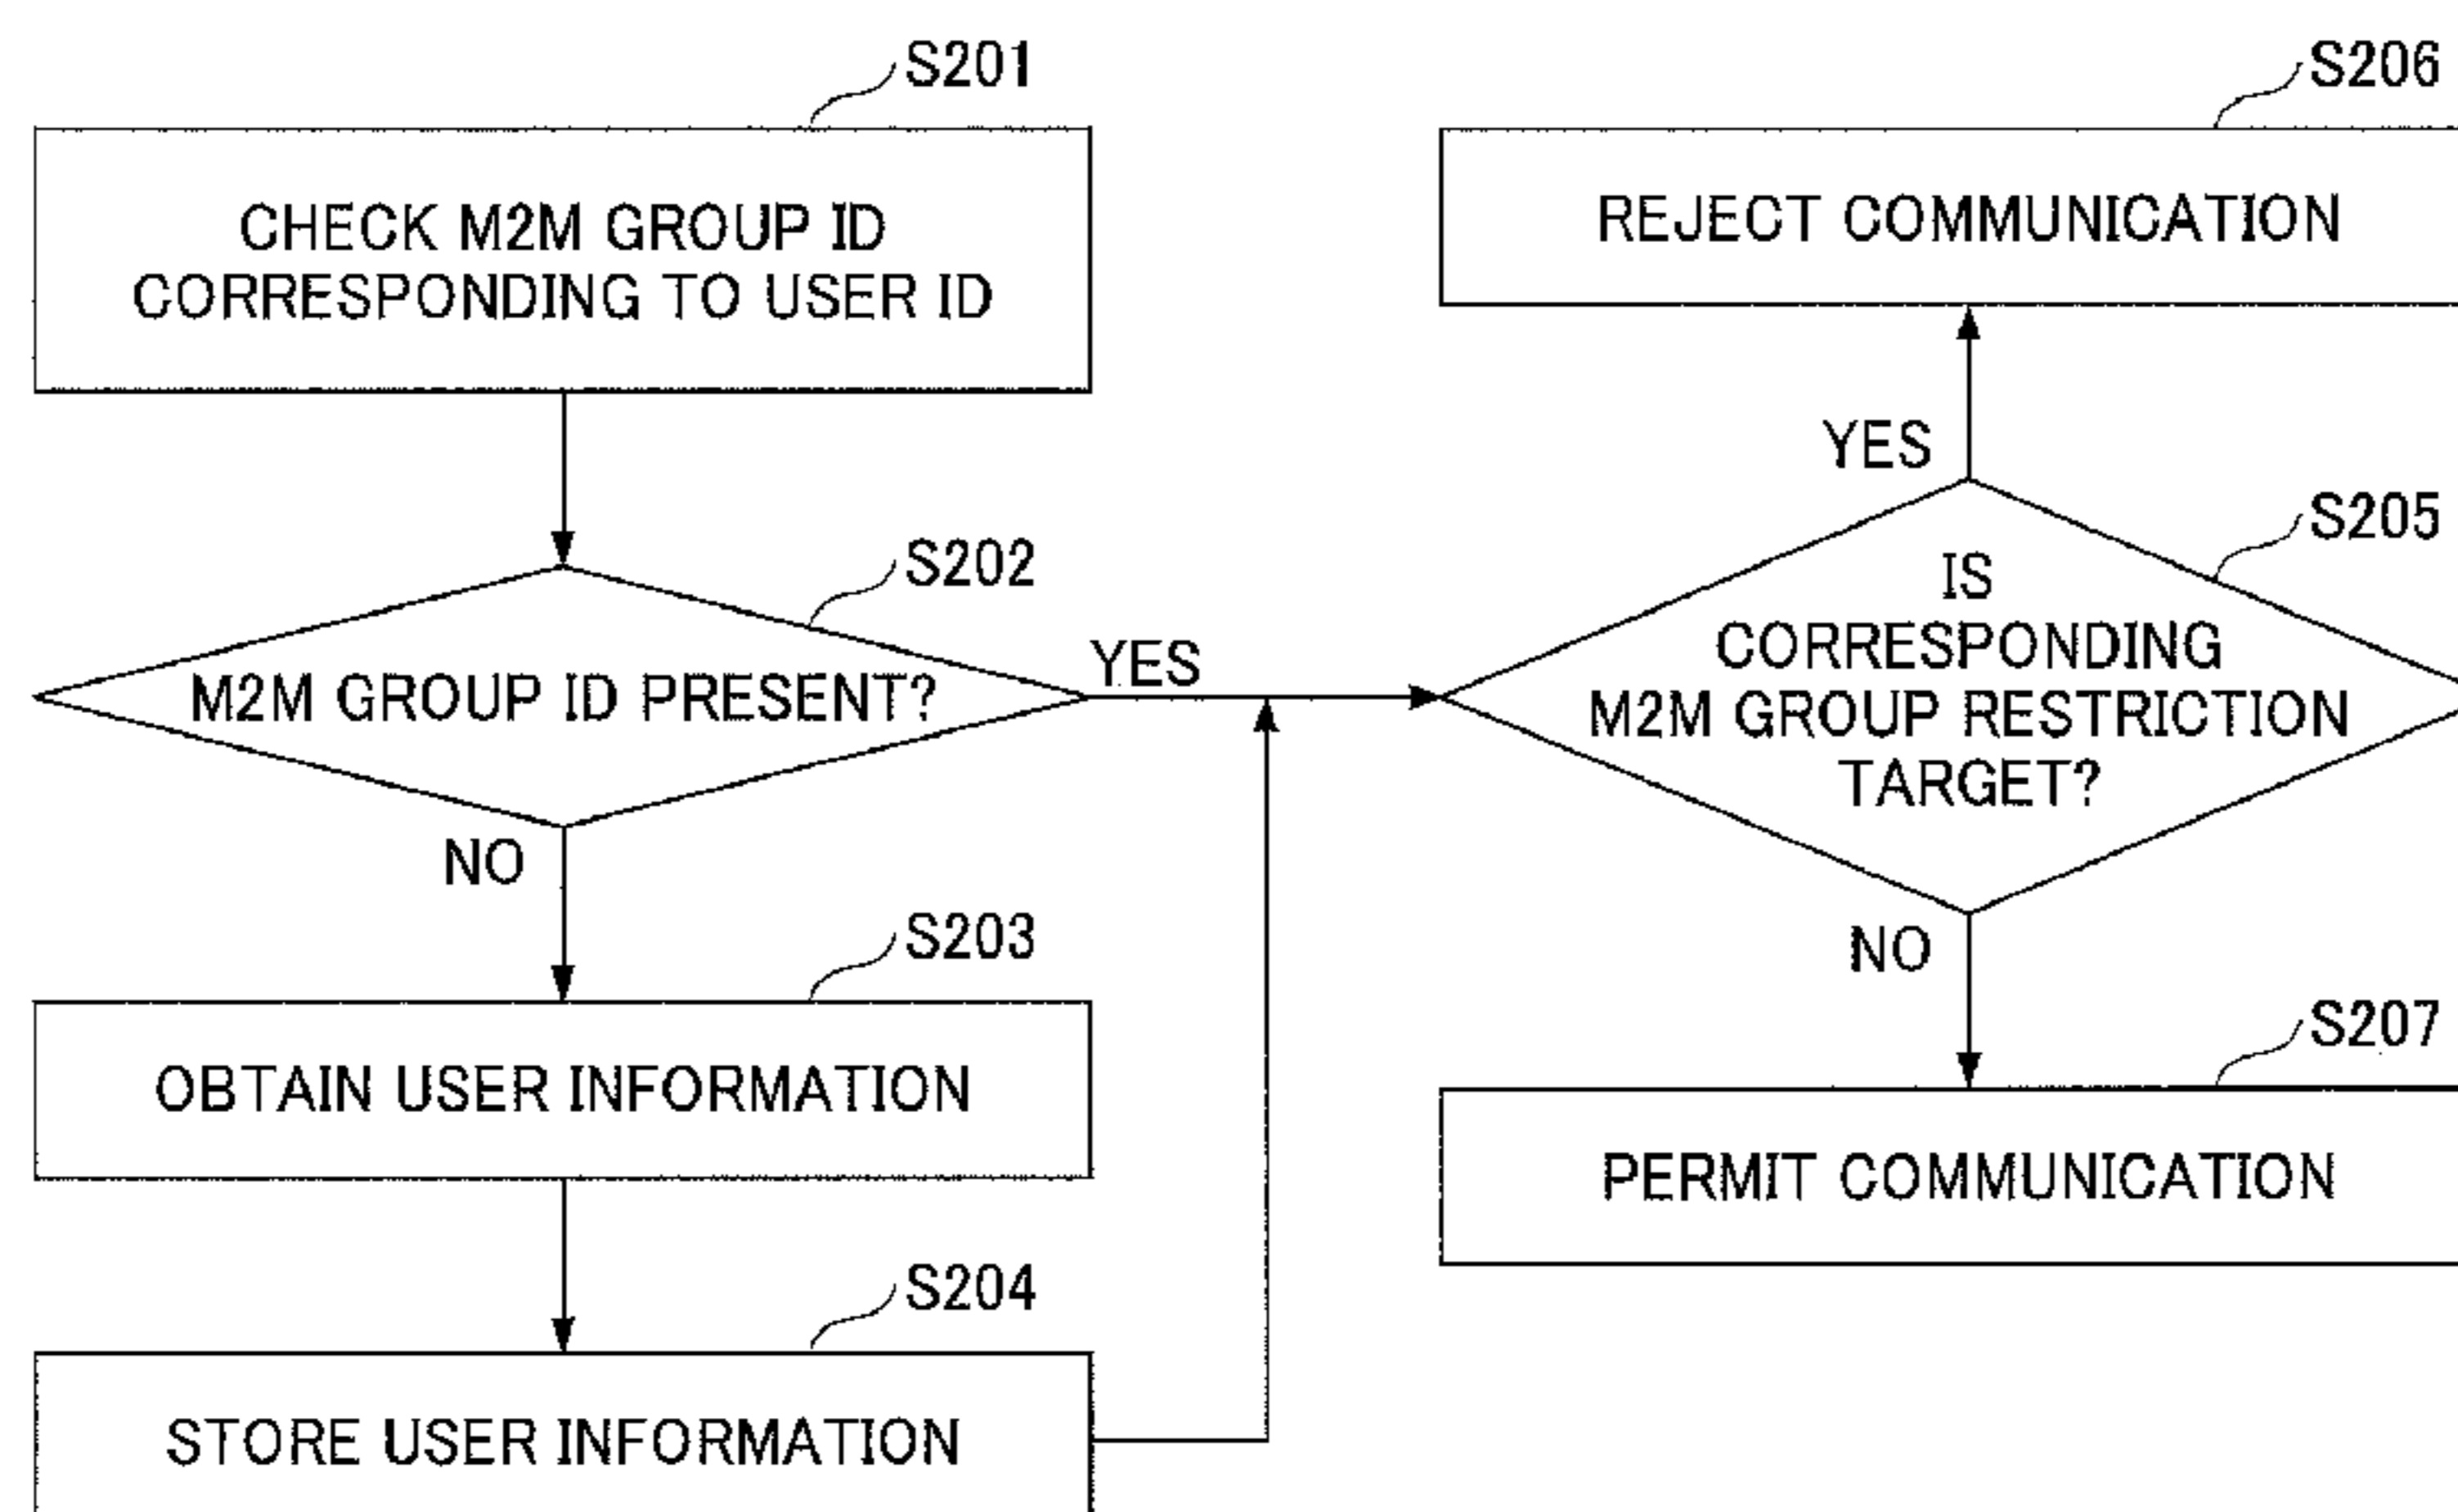 S201
CHECK M2M GROUP ID
CORRESPONDING TO USER ID
S202
M2M GROUP ID PRESENT?
YES
NO
S203
OBTAIN USER INFORMATION
S204
STORE USER INFORMATION
S206
REJECT COMMUNICATION
YES
S205
IS
CORRESPONDING
M2M GROUP RESTRICTION
TARGET?
NO
S207
PERMIT COMMUNICATION